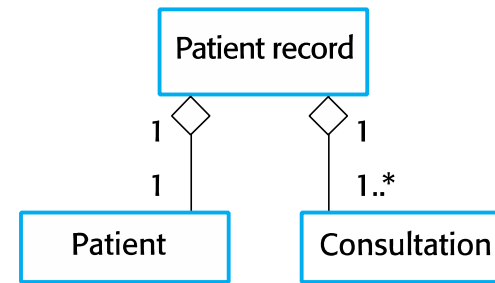 Patient record
1 1
1 1..*
Patient Consultation